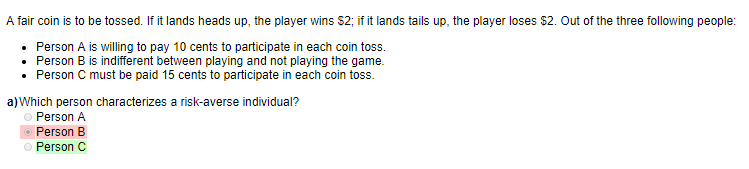 A fair coin is to be tossed. If it lands heads up, the player wins $2; if it lands tails up, the player loses $2. Out of the three following people:
• Person A is willing to pay 10 cents to participate in each coin toss.
• Person B is indifferent between playing and not playing the game.
• Person C must be paid 15 cents to participate in each coin toss.
a)Which person characterizes a risk-averse individual?
Person A
Person B
Person C